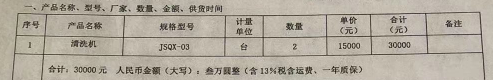 一、产品名称、型号、厂家、数量、金额、供货时间
序号 产品名称 规格型号 计量单位 数量 单价（元） 合计（元） 备注
1 清洗机 JSQX-03 台 2 15000 30000
合计：30000 元 人民币金额（大写）：叁万圆整（含 13%税含运费、一年质保）